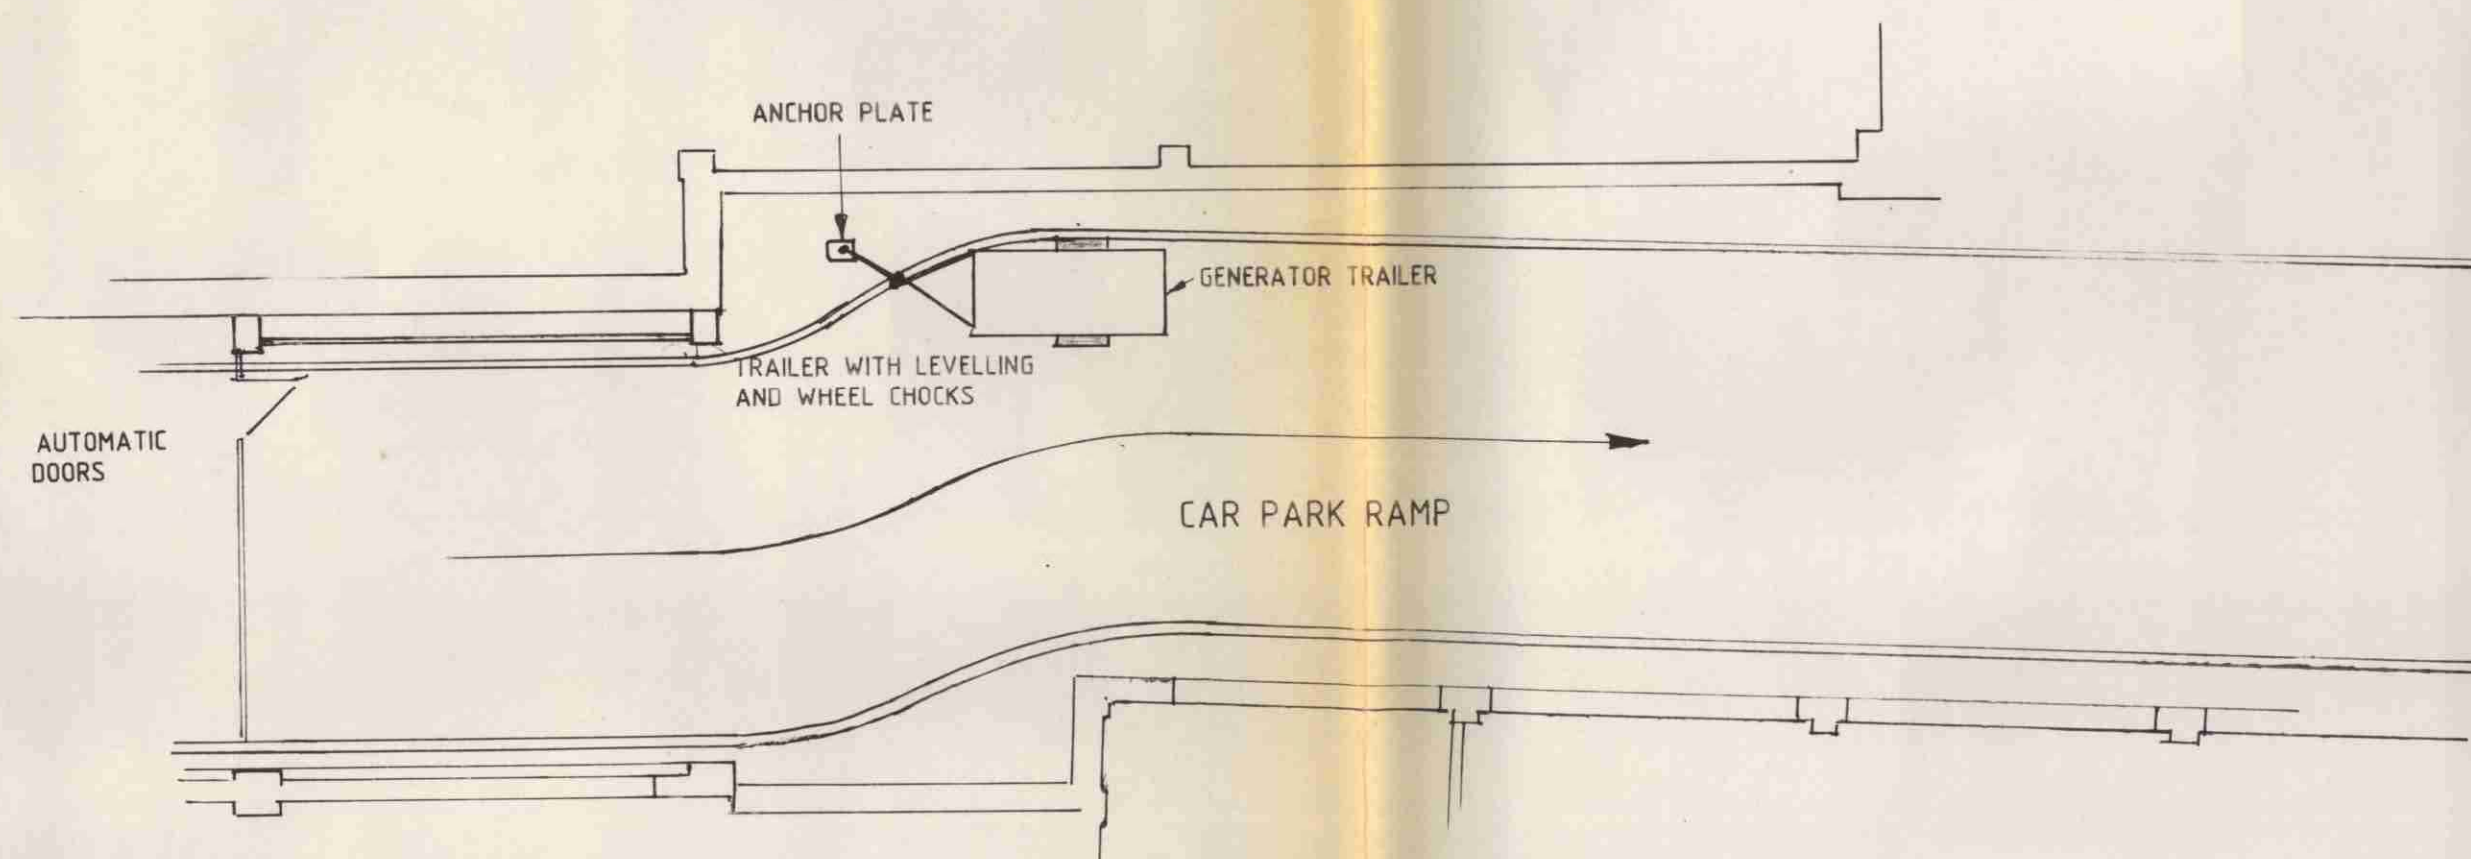 ANCHOR PLATE
GENERATOR TRAILER
TRAILER WITH LEVELLING
AND WHEEL CHOCKS
AUTOMATIC
DOORS
CAR PARK RAMP